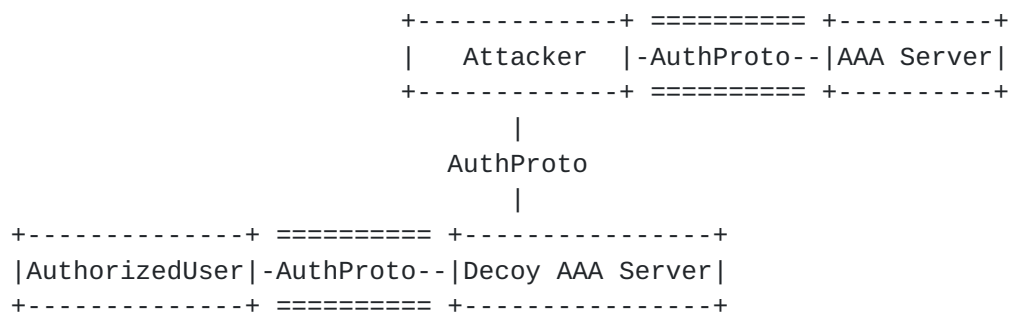 +-------------+ ========== +----------+
                         |   Attacker  |-AuthProto--|AAA Server|
                         +-------------+ ========== +----------+
                                |
                            AuthProto
                                |
+--------------+ ========== +----------------+
|AuthorizedUser|-AuthProto--|Decoy AAA Server|
+--------------+ ========== +----------------+